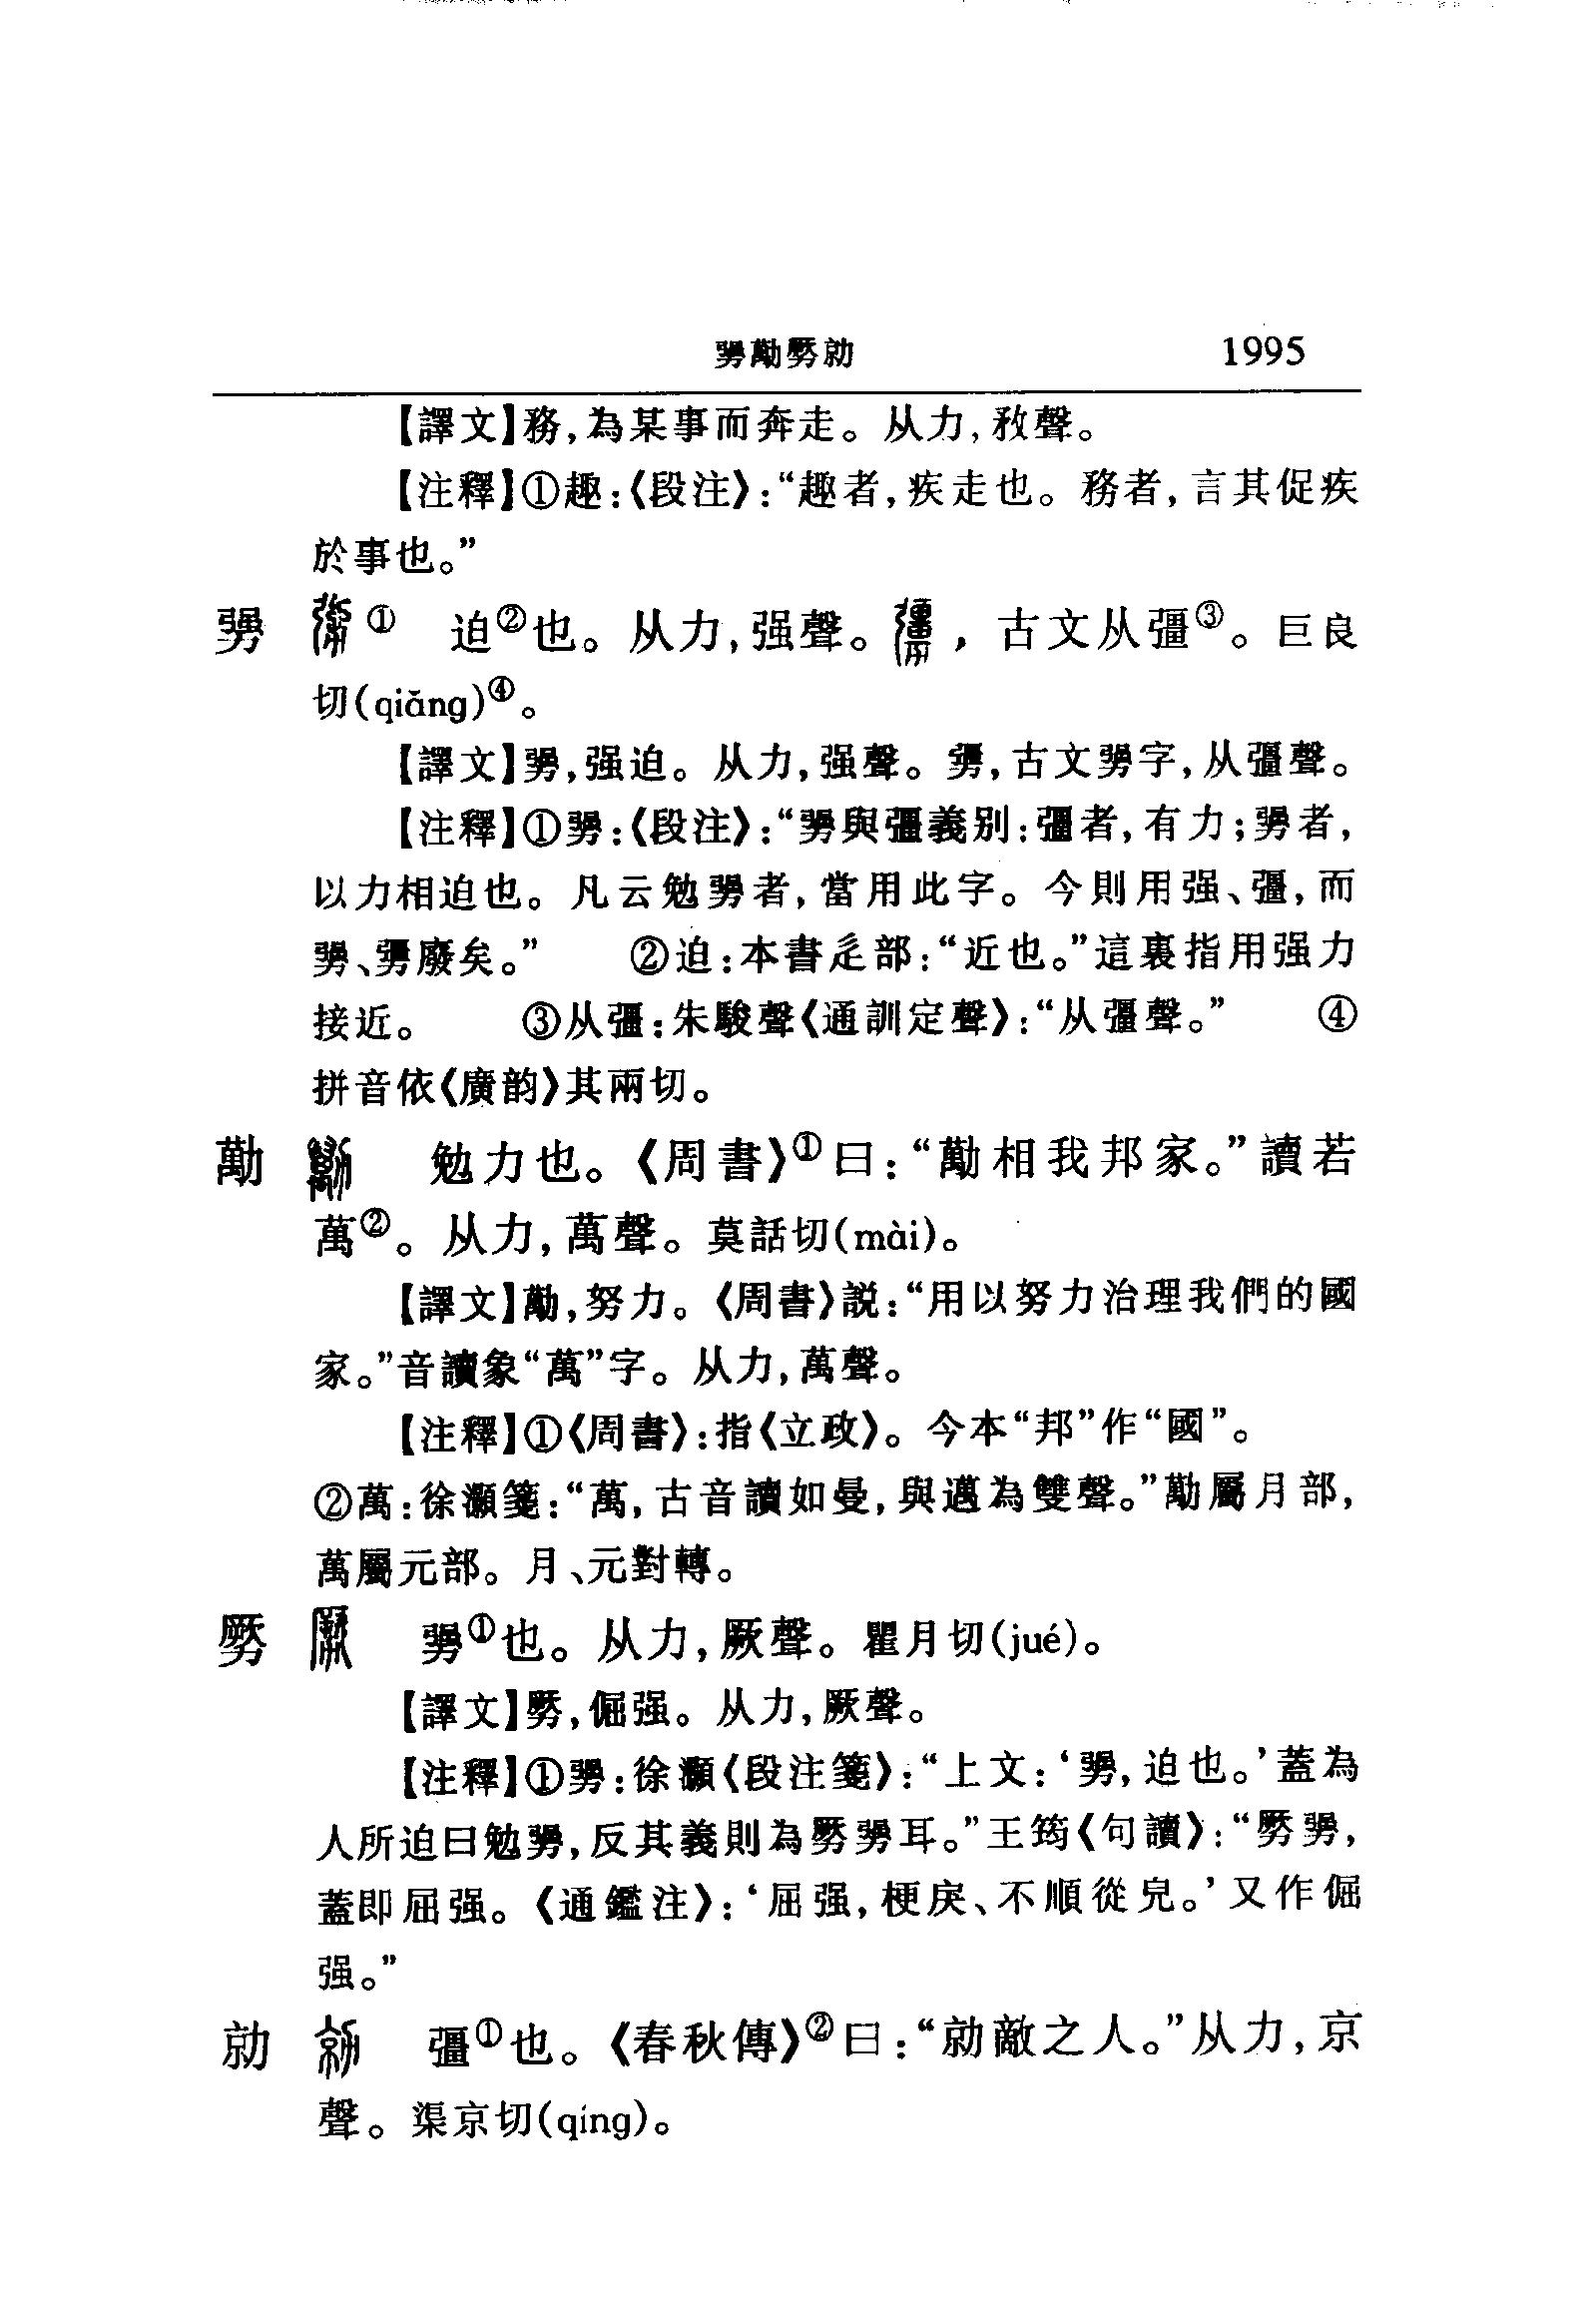 勥勱勶勍 1995
【譯文】務,為某事而奔走。从力,敄聲。
【注釋】①趣:《段注》:“趣者,疾走也。務者,言其促疾
於事也。”
勥 ① 迫②也。从力,强聲。 ,古文从彊③。巨良
切(qiǎng)④。
【譯文】勥,强迫。从力,强聲。𠣃,古文勥字,从彊聲。
【注釋】①勥:《段注》:“勥與彊義别:彊者,有力;勥者,
以力相迫也。凡云勉勥者,當用此字。今則用强、彊,而
勥、𠣃廢矣。” ②迫:本書辵部:“近也。”這裏指用强力
接近。 ③从彊:朱駿聲《通訓定聲》:“从彊聲。” ④
拼音依《廣韵》其兩切。
勱 勉力也。《周書》①曰:“勱相我邦家。”讀若
萬②。从力,萬聲。莫話切(mài)。
【譯文】勱,努力。《周書》説:“用以努力治理我們的國
家。”音讀象“萬”字。从力,萬聲。
【注釋】①《周書》:指《立政》。今本“邦”作“國”。
②萬:徐灝箋:“萬,古音讀如曼,與邁為雙聲。”勱屬月部,
萬屬元部。月、元對轉。
勥①也。从力,厥聲。瞿月切(jué)。
【譯文】 ,倔强。从力,厥聲。
【注釋】①勥:徐灝《段注箋》:“上文:‘勥,迫也。’蓋為
人所迫曰勉勥,反其義則為 勥耳。”王筠《句讀》:“ 勥,
蓋即屈强。《通鑑注》:‘屈强,梗戾、不順從皃。’又作倔
强。”
勍 彊①也。《春秋傳》②曰:“勍敵之人。”从力,京
聲。渠京切(qíng)。